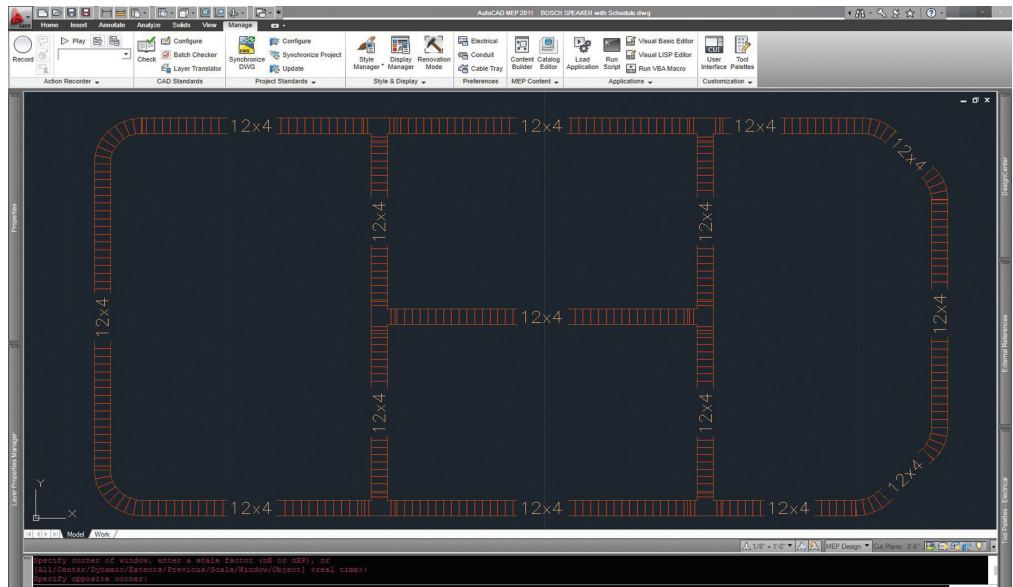 AutoCAD MEP 2011 BOSCH SPEAKER with Schedule.dwg
MEP Home Insert Annotate Analyze Solids View Manage
Record Play
Action Recorder
Check Configure
Batch Checker
Layer Translator
CAD Standards
Synchronize DWG Configure
Synchronize Project
Update
Project Standards
Style Manager Display Manager Renovation Mode
Style & Display
Electrical
Conduit
Cable Tray
Preferences
Content Builder Catalog Editor
MEP Content
Load Application Run Script Visual Basic Editor
Visual LISP Editor
Run VBA Macro
Applications
CUI
User Interface Tool Palettes
Customization
Properties
Layer Properties Manager
12x4 12x4 12x4
12x4
12x4 12x4
12x4 12x4 12x4
12x4 12x4
12x4
12x4 12x4 12x4
Y
X
DesignCenter
External References
Tool Palettes - Electrical
Model Work
1/8" = 1'-0" MEP Design Cut Plane: 3'-6"
Specify corner of window, enter a scale factor (nX or nXP), or
[All/Center/Dynamic/Extents/Previous/Scale/Window/Object] <real time>:
Specify opposite corner: